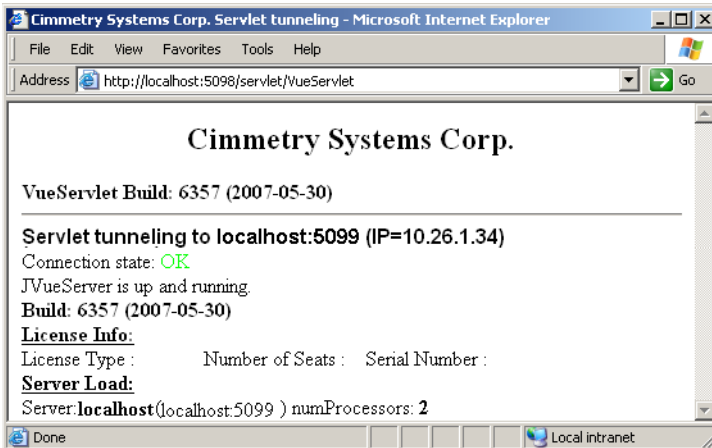 Cimmetry Systems Corp. Servlet tunneling - Microsoft Internet Explorer
File Edit View Favorites Tools Help
Address http://localhost:5098/servlet/VueServlet Go
Cimmetry Systems Corp.
VueServlet Build: 6357 (2007-05-30)
Servlet tunneling to localhost:5099 (IP=10.26.1.34)
Connection state: OK
JVueServer is up and running.
Build: 6357 (2007-05-30)
License Info:
License Type : Number of Seats : Serial Number :
Server Load:
Server:localhost(localhost:5099 ) numProcessors: 2
Done Local intranet